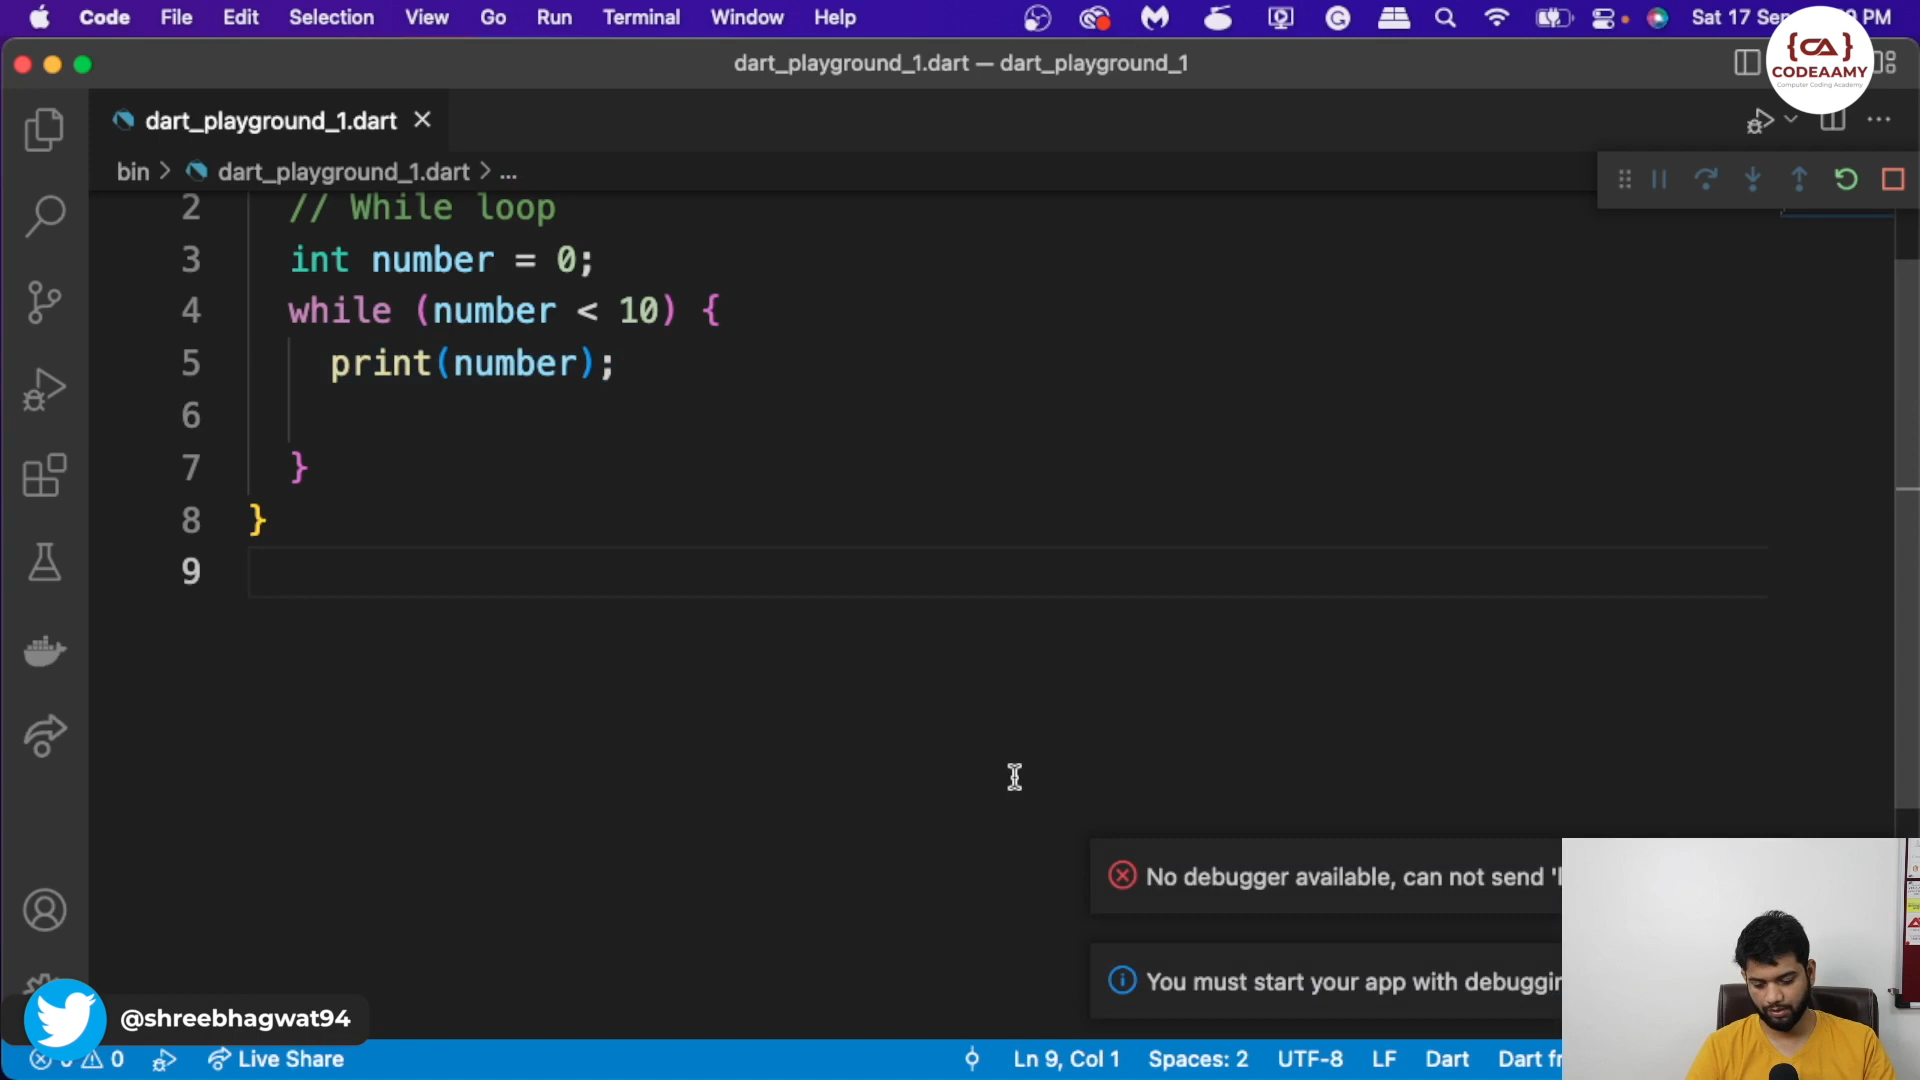 Code File Edit Selection View Go Run Terminal Window Help Sat 17 PM
dart_playground_1.dart — dart_playground_1
{CA}
CODEAAMY
Computer Coding Academy
dart_playground_1.dart
bin > dart_playground_1.dart > ...
2 // While loop
3 int number = 0;
4 while (number < 10) {
5 print(number);
6
7 }
8 }
9
No debugger available, can not send
You must start your app with
@shreebhagwat94
0 Live Share Ln 9, Col 1 Spaces: 2 UTF-8 LF Dart Dart